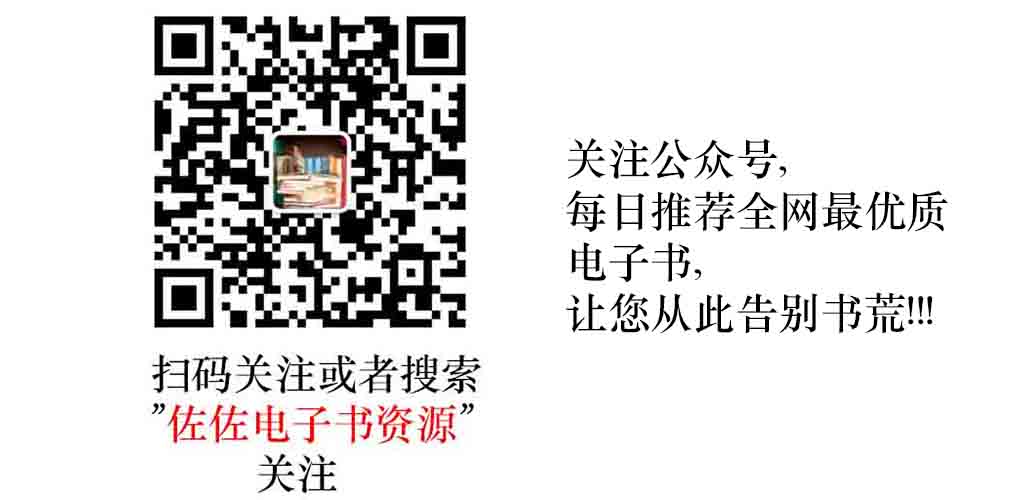 关注公众号,
每日推荐全网最优质
电子书,
让您从此告别书荒!!!
扫码关注或者搜索
"佐佐电子书资源"
关注